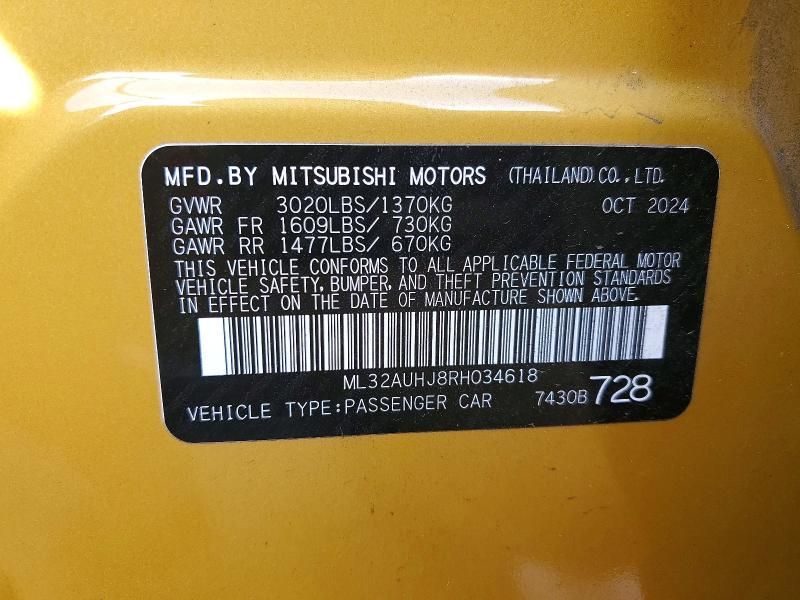 MFD.BY MITSUBISHI MOTORS (THAILAND) CO.,LTD.
GVWR 3020LBS/1370KG OCT 2024
GAWR FR 1609LBS/ 730KG
GAWR RR 1477LBS/ 670KG
THIS VEHICLE CONFORMS TO ALL APPLICABLE FEDERAL MOTOR
VEHICLE SAFETY, BUMPER, AND THEFT PREVENTION STANDARDS
IN EFFECT ON THE DATE OF MANUFACTURE SHOWN ABOVE.
ML32AUHJ8RH034618
VEHICLE TYPE:PASSENGER CAR 7430B 728